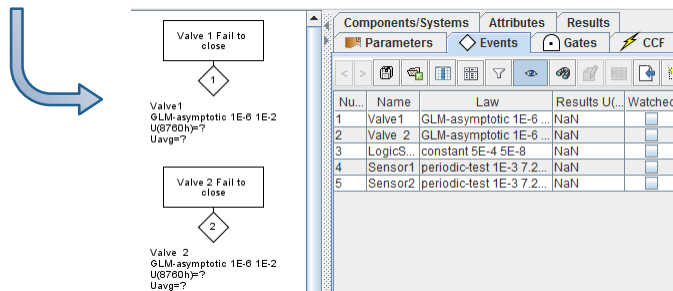 Valve 1 Fail to
close
1
Valve1
GLM-asymptotic 1E-6 1E-2
U(8760h)=?
Uavg=?
Valve 2 Fail to
close
2
Valve 2
GLM-asymptotic 1E-6 1E-2
U(8760h)=?
Uavg=?
Components/Systems Attributes Results
Parameters Events Gates CCF
< >
Nu... Name Law Results U(... Watched
1 Valve1 GLM-asymptotic 1E-6 ... NaN
2 Valve 2 GLM-asymptotic 1E-6 ... NaN
3 LogicS... constant 5E-4 5E-8 NaN
4 Sensor1 periodic-test 1E-3 7.2... NaN
5 Sensor2 periodic-test 1E-3 7.2... NaN